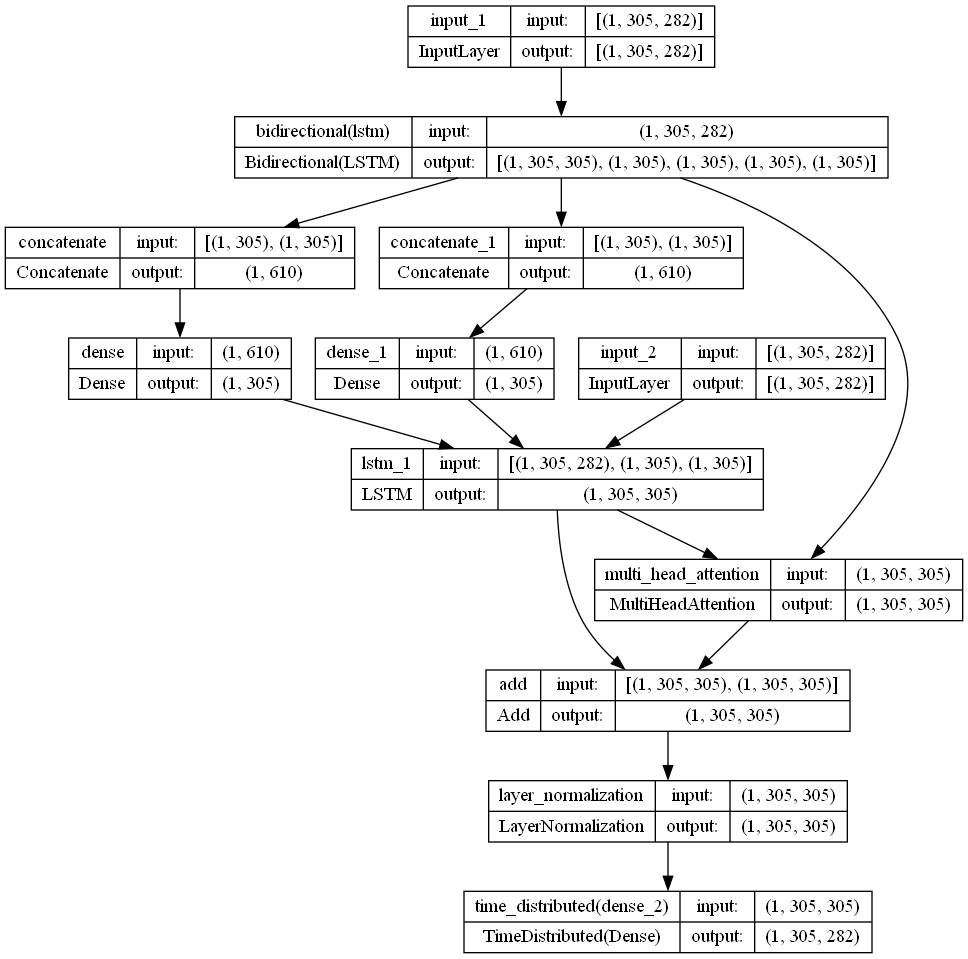 input_1 input: [(1, 305, 282)]
InputLayer output: [(1, 305, 282)]
bidirectional(lstm) input: (1, 305, 282)
Bidirectional(LSTM) output: [(1, 305, 305), (1, 305), (1, 305), (1, 305), (1, 305)]
concatenate input: [(1, 305), (1, 305)]
Concatenate output: (1, 610)
concatenate_1 input: [(1, 305), (1, 305)]
Concatenate output: (1, 610)
dense input: (1, 610)
Dense output: (1, 305)
dense_1 input: (1, 610)
Dense output: (1, 305)
input_2 input: [(1, 305, 282)]
InputLayer output: [(1, 305, 282)]
lstm_1 input: [(1, 305, 282), (1, 305), (1, 305)]
LSTM output: (1, 305, 305)
multi_head_attention input: (1, 305, 305)
MultiHeadAttention output: (1, 305, 305)
add input: [(1, 305, 305), (1, 305, 305)]
Add output: (1, 305, 305)
layer_normalization input: (1, 305, 305)
LayerNormalization output: (1, 305, 305)
time_distributed(dense_2) input: (1, 305, 305)
TimeDistributed(Dense) output: (1, 305, 282)